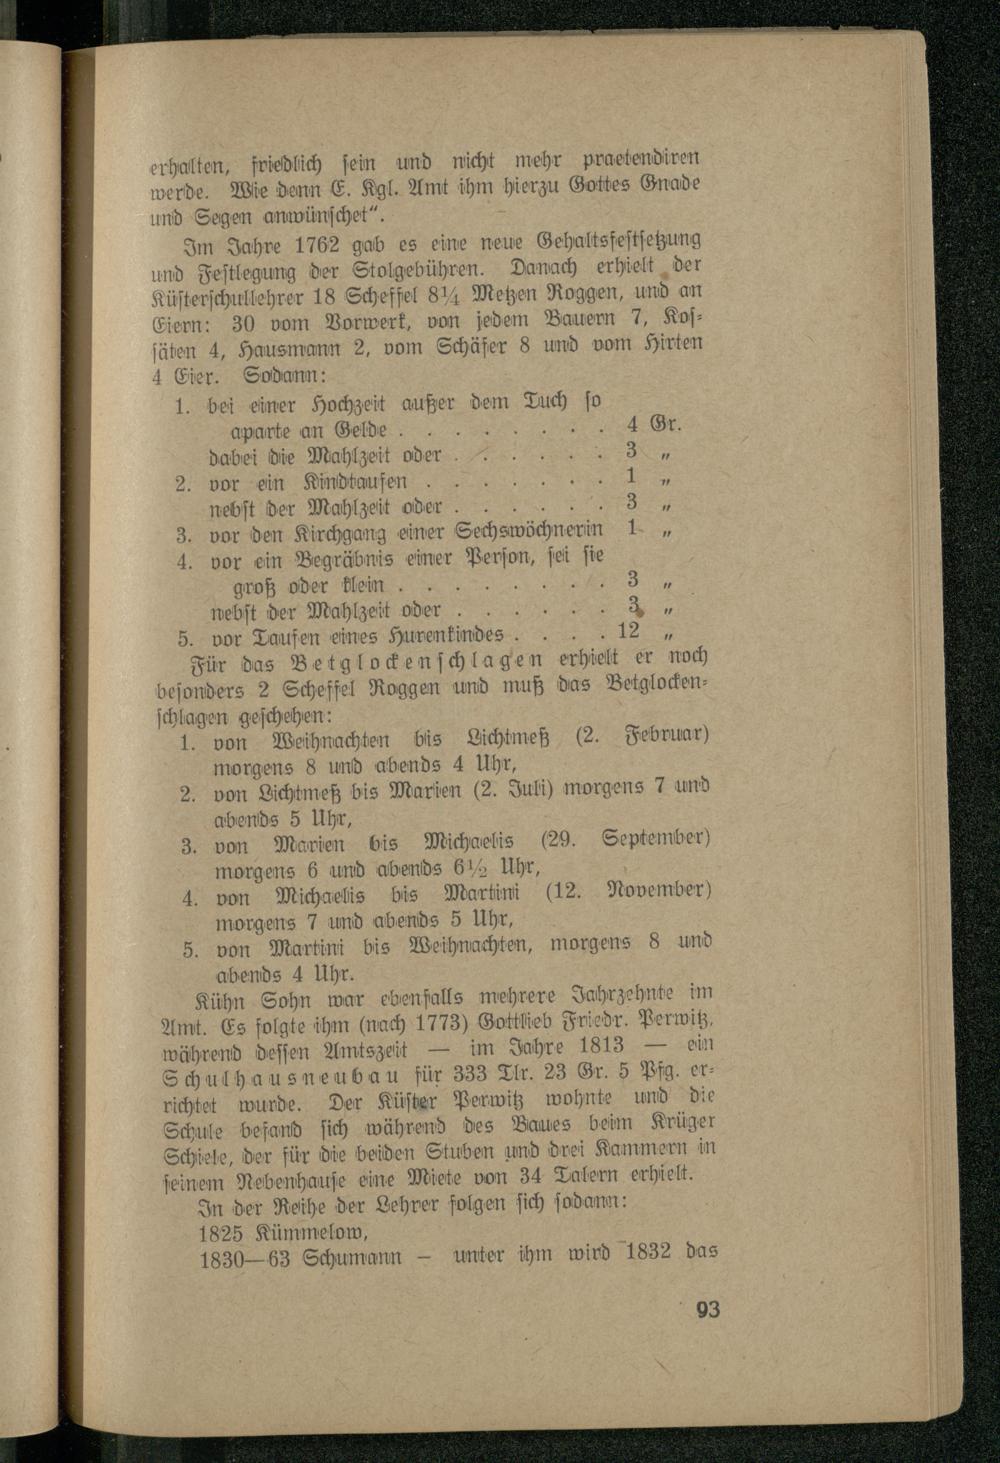 erhalten, friedlich sein und nicht mehr praetendiren
werde. Wie denn E. Kgl. Amt ihm hierzu Gottes Gnade
und Segen anwünschet“.
Im Jahre 1762 gab es eine neue Gehaltsfestsetzung
und Festlegung der Stolgebühren. Danach erhielt der
Küsterschullehrer 18 Scheffel 8¼ Metzen Roggen, und an
Eiern: 30 vom Vorwerk, von jedem Bauern 7, Kos-
säten 4, Hausmann 2, vom Schäfer 8 und vom Hirten
4 Eier. Sodann:
1. bei einer Hochzeit außer dem Tuch so
aparte an Gelde . . . . . . . . 4 Gr.
dabei die Mahlzeit oder . . . . . . 3 „
2. vor ein Kindtaufen . . . . . . . 1 „
nebst der Mahlzeit oder . . . . . . 3 „
3. vor den Kirchgang einer Sechswöchnerin 1 „
4. vor ein Begräbnis einer Person, sei sie
groß oder klein . . . . . . . . 3 „
nebst der Mahlzeit oder . . . . . . 3 „
5. vor Taufen eines Hurenkindes . . . . 12 „
Für das Betglockenschlagen erhielt er noch
besonders 2 Scheffel Roggen und muß das Betglocken-
schlagen geschehen:
1. von Weihnachten bis Lichtmeß (2. Februar)
morgens 8 und abends 4 Uhr,
2. von Lichtmeß bis Marien (2. Juli) morgens 7 und
abends 5 Uhr,
3. von Marien bis Michaelis (29. September)
morgens 6 und abends 6½ Uhr,
4. von Michaelis bis Martini (12. November)
morgens 7 und abends 5 Uhr,
5. von Martini bis Weihnachten, morgens 8 und
abends 4 Uhr.
Kühn Sohn war ebenfalls mehrere Jahrzehnte im
Amt. Es folgte ihm (nach 1773) Gottlieb Friedr. Perwitz,
während dessen Amtszeit — im Jahre 1813 — ein
Schulhausneubau für 333 Tlr. 23 Gr. 5 Pfg. er-
richtet wurde. Der Küster Perwitz wohnte und die
Schule befand sich während des Baues beim Krüger
Schiele, der für die beiden Stuben und drei Kammern in
seinem Nebenhause eine Miete von 34 Talern erhielt.
In der Reihe der Lehrer folgen sich sodann:
1825 Kümmelow,
1830—63 Schumann – unter ihm wird 1832 das
93